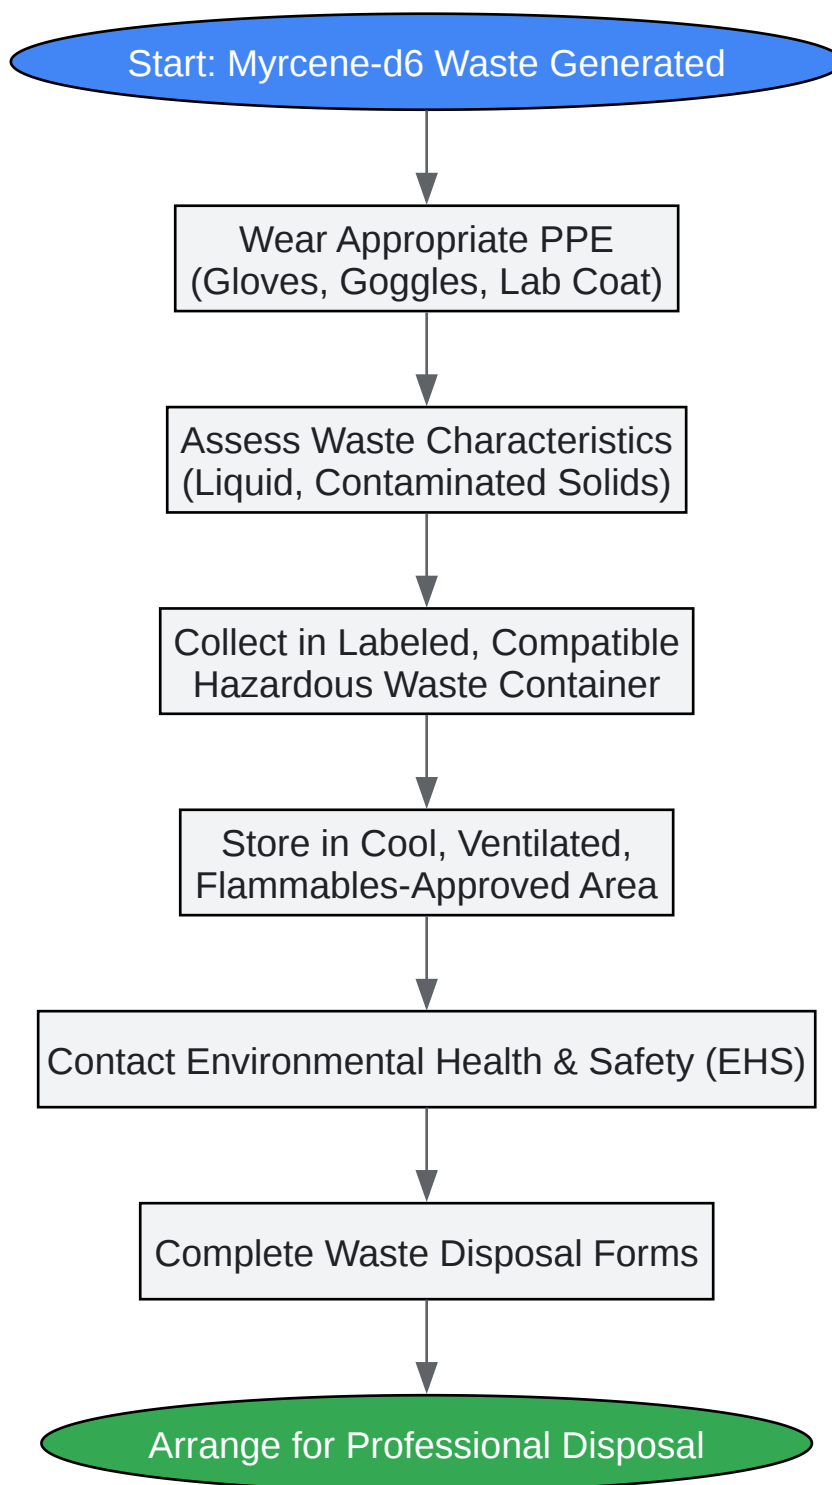 Start: Myrcene-d6 Waste Generated
Wear Appropriate PPE
(Gloves, Goggles, Lab Coat)
Assess Waste Characteristics
(Liquid, Contaminated Solids)
Collect in Labeled, Compatible
Hazardous Waste Container
Store in Cool, Ventilated,
Flammables-Approved Area
Contact Environmental Health & Safety (EHS)
Complete Waste Disposal Forms
Arrange for Professional Disposal